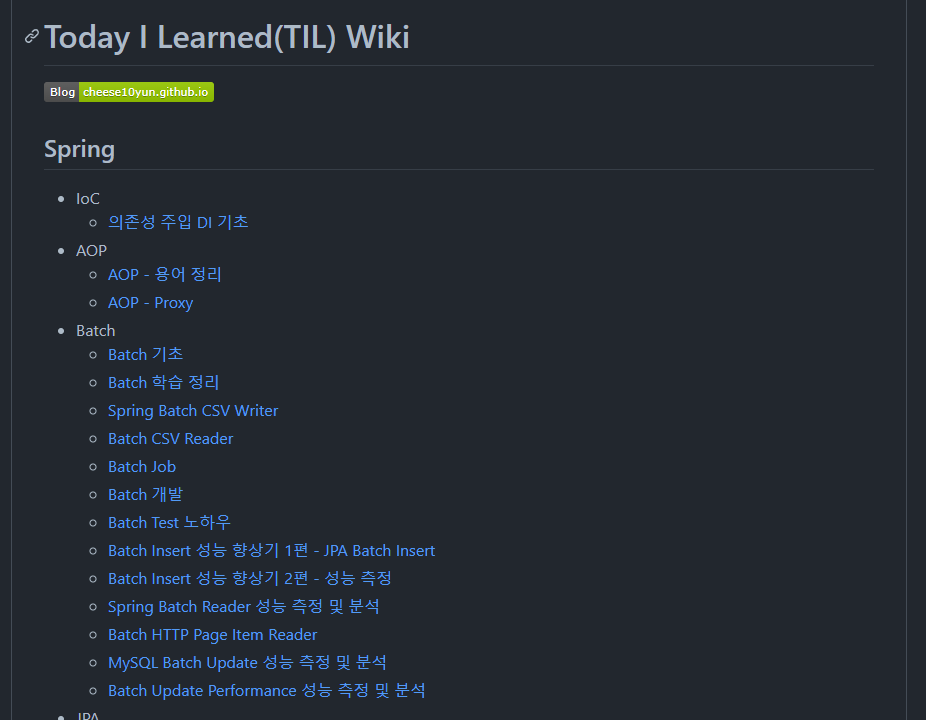 Today I Learned(TIL) Wiki
Blog cheese10yun.github.io
Spring
IoC
의존성 주입 DI 기초
AOP
AOP - 용어 정리
AOP - Proxy
Batch
Batch 기초
Batch 학습 정리
Spring Batch CSV Writer
Batch CSV Reader
Batch Job
Batch 개발
Batch Test 노하우
Batch Insert 성능 향상기 1편 - JPA Batch Insert
Batch Insert 성능 향상기 2편 - 성능 측정
Spring Batch Reader 성능 측정 및 분석
Batch HTTP Page Item Reader
MySQL Batch Update 성능 측정 및 분석
Batch Update Performance 성능 측정 및 분석
JPA